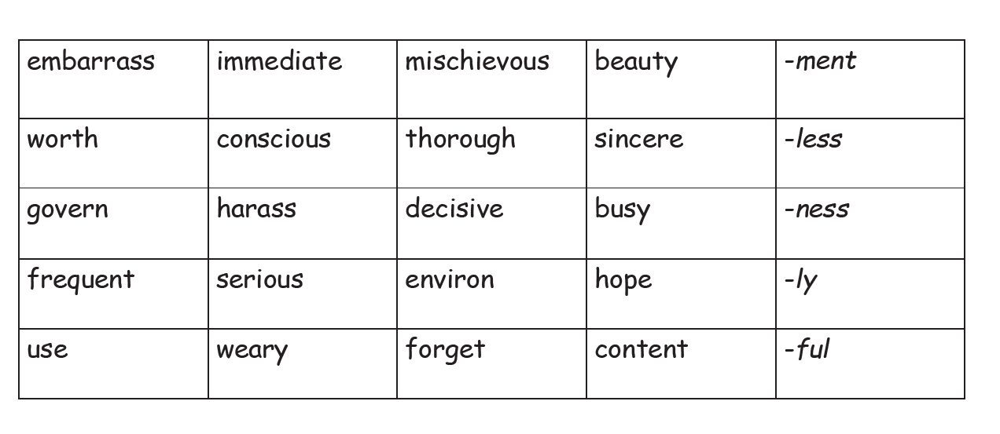 embarrass immediate mischievous beauty -ment
worth conscious thorough sincere -less
govern harass decisive busy -ness
frequent serious environ hope -ly
use weary forget content -ful